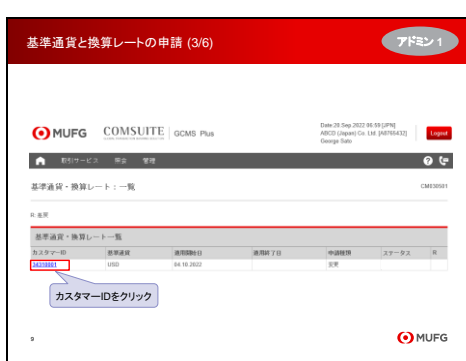 基準通貨と換算レートの申請 (3/6)
アドミン 1
MUFG COMSUITE GCMS Plus
Date:20 Sep 2022 06:59 [JPN]
ABCD (Japan) Co. Ltd.
George Sato
Logout
取引サービス 照会 管理
基準通貨・換算レート：一覧
R: 差戻
基準通貨・換算レート一覧
カスタマーID 基準通貨 適用開始日 適用終了日 申請種類 ステータス R
34310001 USD 04.10.2022 変更
カスタマーIDをクリック
9
MUFG